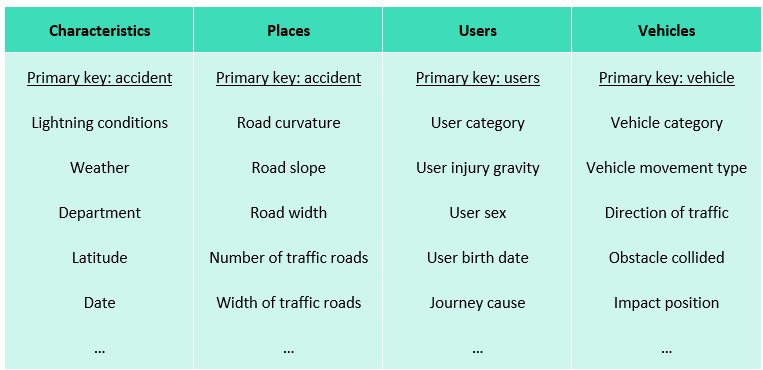 Characteristics Places Users Vehicles
Primary key: accident Primary key: accident Primary key: users Primary key: vehicle
Lightning conditions Road curvature User category Vehicle category
Weather Road slope User injury gravity Vehicle movement type
Department Road width User sex Direction of traffic
Latitude Number of traffic roads User birth date Obstacle collided
Date Width of traffic roads Journey cause Impact position
... ... ... ...